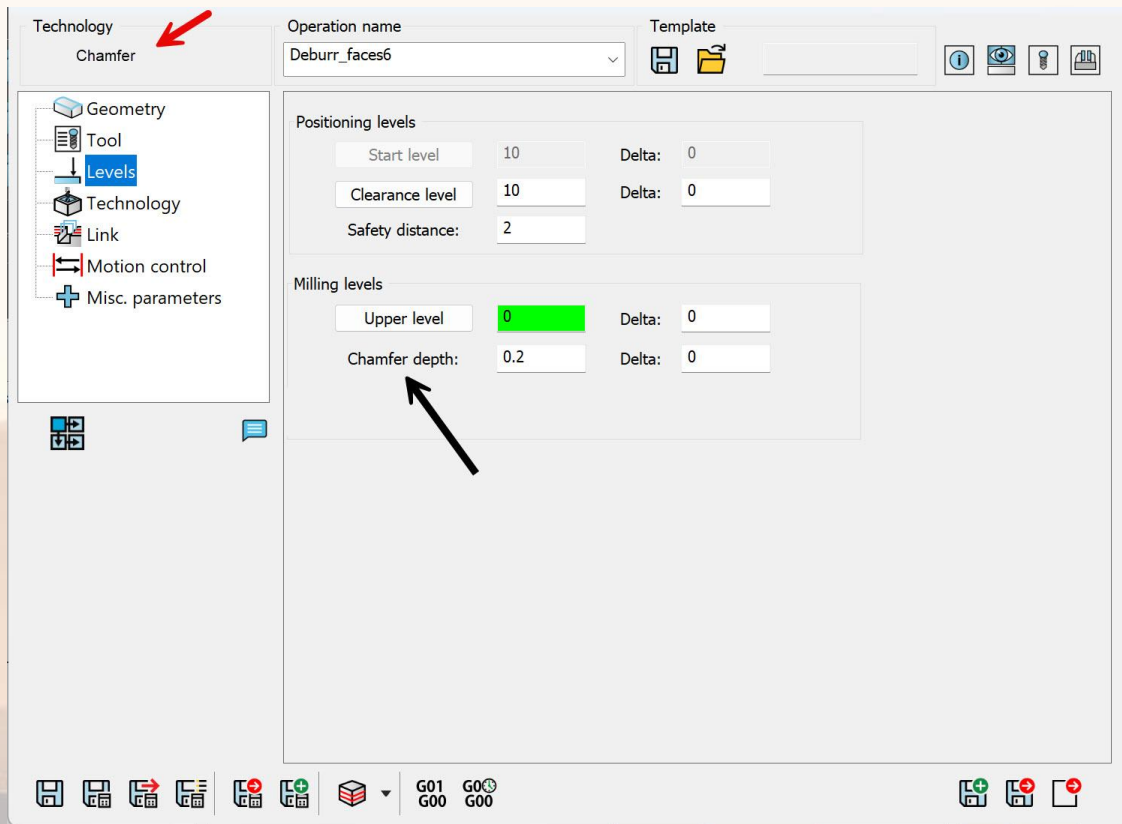 Technology
Chamfer
Operation name
Deburr_faces6
Template
Geometry
Tool
Levels
Technology
Link
Motion control
Misc. parameters
Positioning levels
Start level 10 Delta: 0
Clearance level 10 Delta: 0
Safety distance: 2
Milling levels
Upper level 0 Delta: 0
Chamfer depth: 0.2 Delta: 0
G01
G00
G0
G00